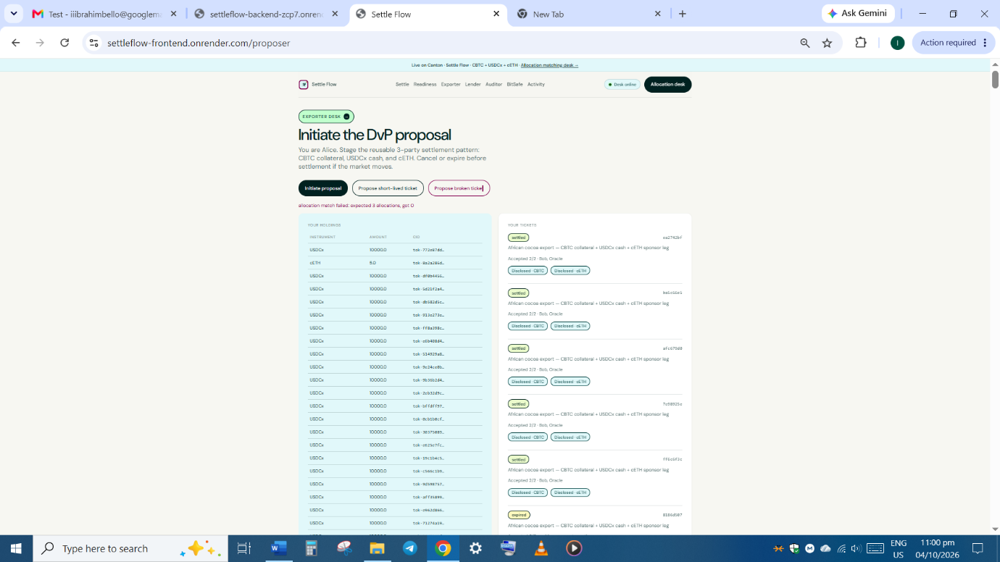 Test - iiibrahimbello@googlema
settleflow-backend-zcp7.onrend
Settle Flow
New Tab
Ask Gemini
settleflow-frontend.onrender.com/proposer
I
Action required
Live on Canton · Settle Flow · CBTC + USDCx + cETH · Allocation matching desk →
Settle Flow
Settle Readiness Exporter Lender Auditor BitSafe Activity
Desk online
Allocation desk
EXPORTER DESK
Initiate the DvP proposal
You are Alice. Stage the reusable 3-party settlement pattern:
CBTC collateral, USDCx cash, and cETH. Cancel or expire before
settlement if the market moves.
Initiate proposal
Propose short-lived ticket
Propose broken ticket
allocation match failed: expected 3 allocations, got 0
YOUR HOLDINGS
INSTRUMENT AMOUNT CID
USDCx 10000.0 tok-772e87dd…
cETH 5.0 tok-8a2a285d…
USDCx 10000.0 tok-df0b4456…
USDCx 10000.0 tok-5d21f2a4…
USDCx 10000.0 tok-db582d5c…
USDCx 10000.0 tok-913e273c…
USDCx 10000.0 tok-ff8a398c…
USDCx 10000.0 tok-c6b408d4…
USDCx 10000.0 tok-514929a8…
USDCx 10000.0 tok-9c24ce8b…
USDCx 10000.0 tok-9b36b2d4…
USDCx 10000.0 tok-2eb32d9c…
USDCx 10000.0 tok-bffdff97…
USDCx 10000.0 tok-0cb1b0cf…
USDCx 10000.0 tok-30375089…
USDCx 10000.0 tok-e625e7fc…
USDCx 10000.0 tok-19c1b4c5…
USDCx 10000.0 tok-c566c1b9…
USDCx 10000.0 tok-9d598757…
USDCx 10000.0 tok-aff35899…
USDCx 10000.0 tok-e962d866…
USDCx 10000.0 tok-71274a19…
YOUR TICKETS
settled ea2742bf
African cocoa export — CBTC collateral + USDCx cash + cETH sponsor leg
Accepted 2/2 · Bob, Oracle
Disclosed · CBTC Disclosed · cETH
settled ba5c66e5
African cocoa export — CBTC collateral + USDCx cash + cETH sponsor leg
Accepted 2/2 · Bob, Oracle
Disclosed · CBTC Disclosed · cETH
settled afc679d0
African cocoa export — CBTC collateral + USDCx cash + cETH sponsor leg
Accepted 2/2 · Bob, Oracle
Disclosed · CBTC Disclosed · cETH
settled 7e98925e
African cocoa export — CBTC collateral + USDCx cash + cETH sponsor leg
Accepted 2/2 · Bob, Oracle
Disclosed · CBTC Disclosed · cETH
settled ff6c6f3c
African cocoa export — CBTC collateral + USDCx cash + cETH sponsor leg
Accepted 2/2 · Bob, Oracle
Disclosed · CBTC Disclosed · cETH
expired 8186d587
African cocoa export — CBTC collateral + USDCx cash + cETH sponsor leg
Type here to search
ENG
US
11:00 pm
04/10/2026